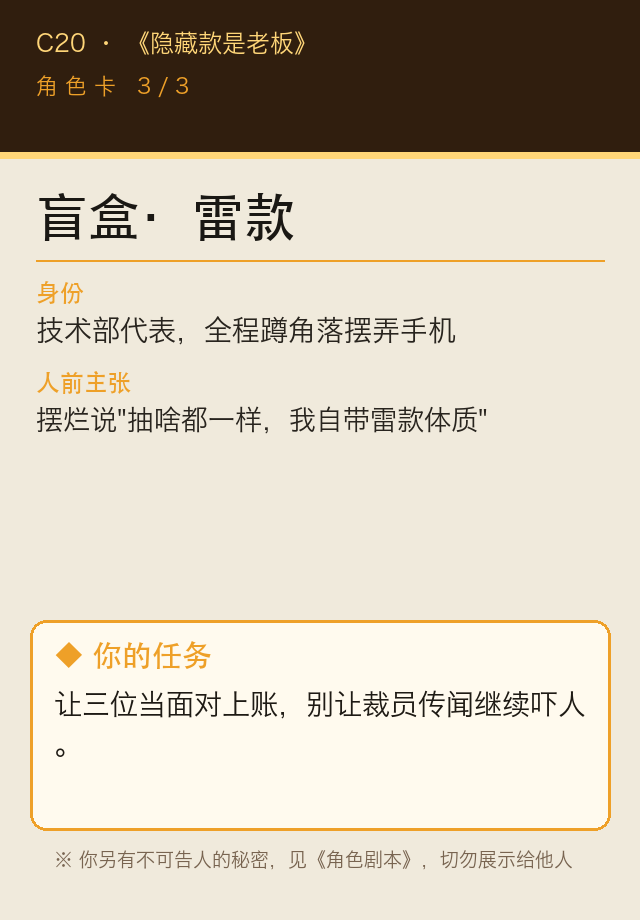 C20 · 《隐藏款是老板》
角色卡 3/3
盲盒· 雷款
身份
技术部代表，全程蹲角落摆弄手机
人前主张
摆烂说"抽啥都一样，我自带雷款体质"
◆ 你的任务
让三位当面对上账，别让裁员传闻继续吓人
。
※ 你另有不可告人的秘密，见《角色剧本》，切勿展示给他人